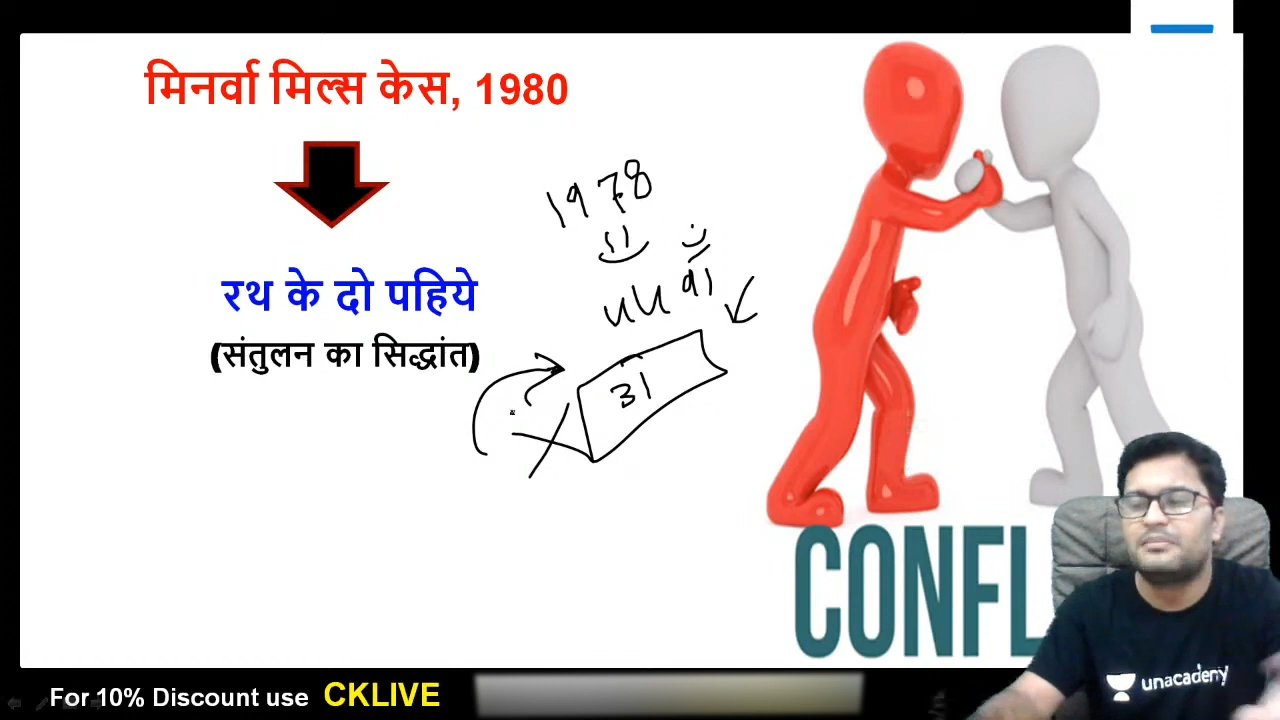 मिनर्वा मिल्स केस, 1980
रथ के दो पहिये
(संतुलन का सिद्धांत)
1978
31
CONFL
unacademy
For 10% Discount use CKLIVE